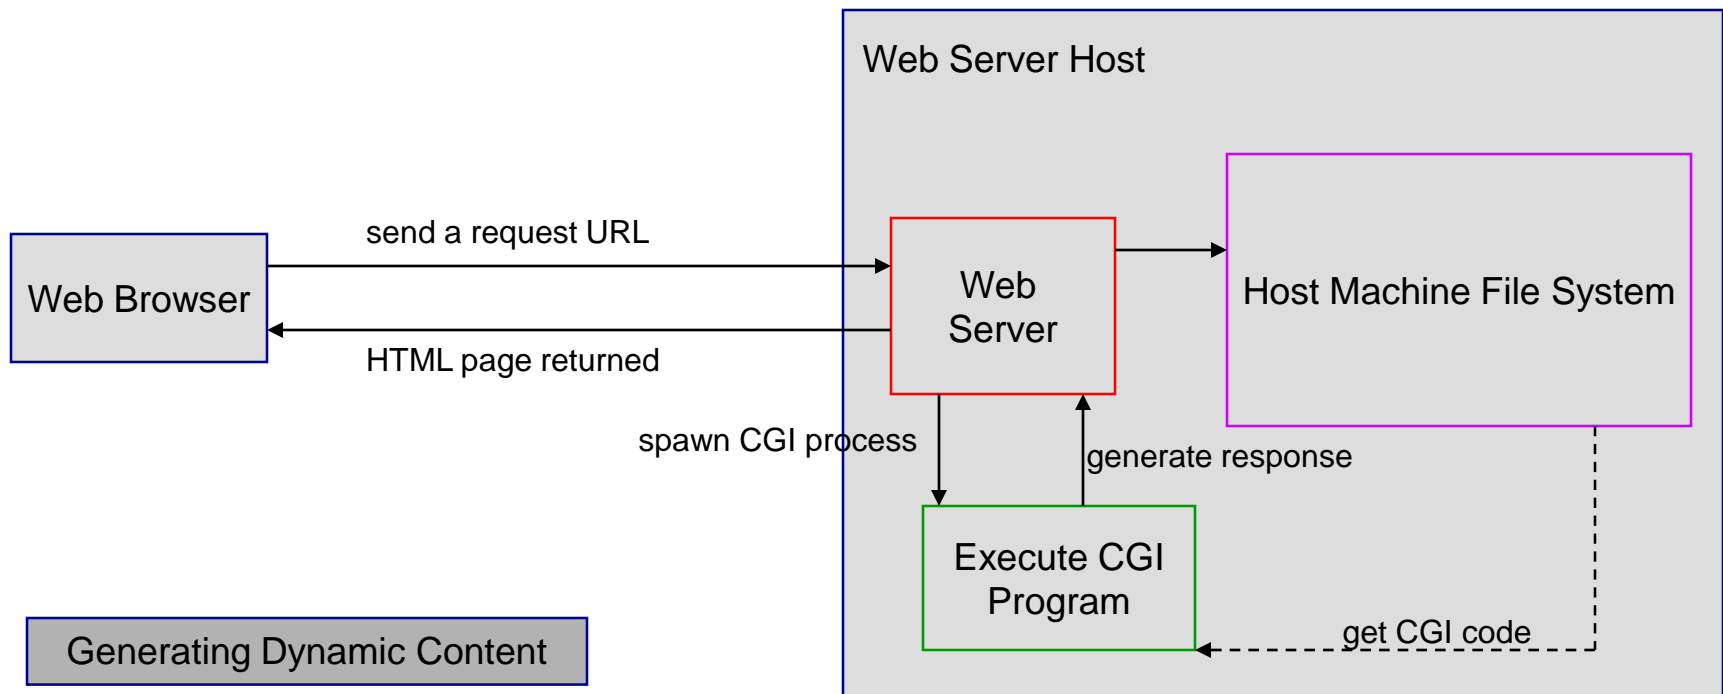 Web Server Host
send a request URL
Web Browser
Web
Server
Host Machine File System
HTML page returned
spawn CGI process
generate response
Execute CGI
Program
get CGI code
Generating Dynamic Content